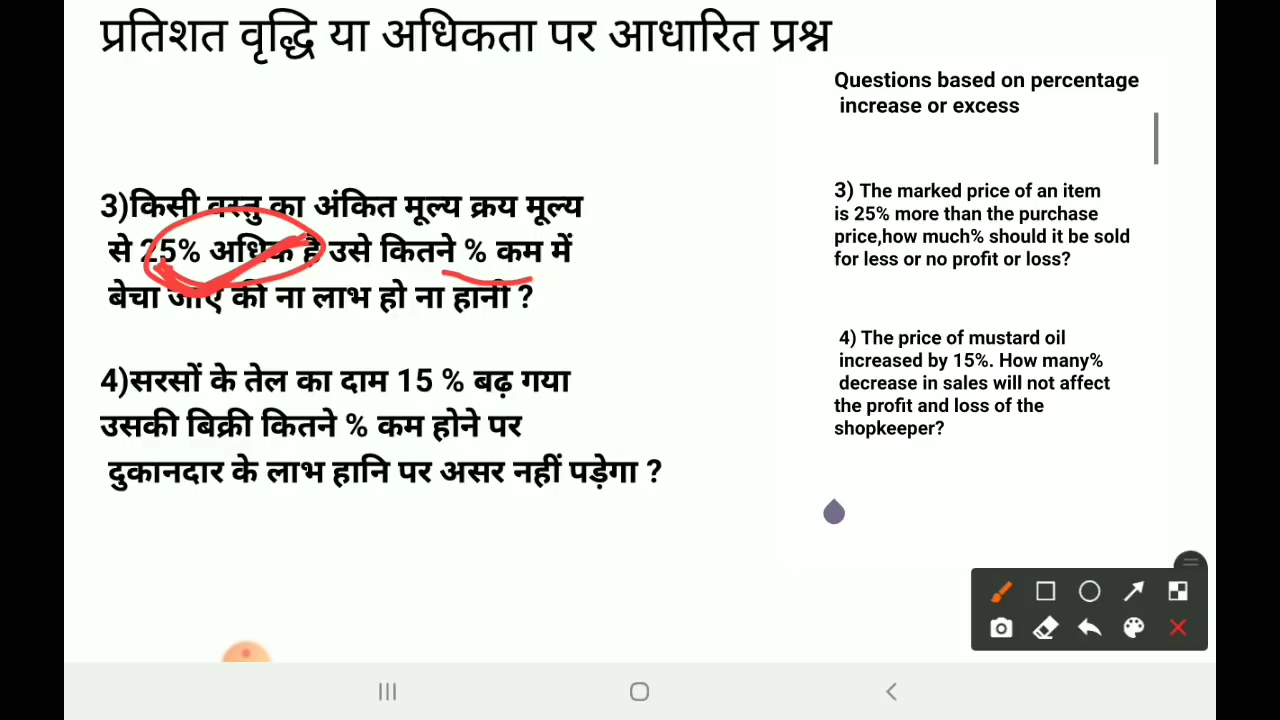 प्रतिशत वृद्धि या अधिकता पर आधारित प्रश्न
3)किसी वस्तु का अंकित मूल्य क्रय मूल्य
से 25% अधिक है उसे कितने % कम में
बेचा जाए की ना लाभ हो ना हानी ?
4)सरसों के तेल का दाम 15 % बढ़ गया
उसकी बिक्री कितने % कम होने पर
दुकानदार के लाभ हानि पर असर नहीं पड़ेगा ?
Questions based on percentage
increase or excess
3) The marked price of an item
is 25% more than the purchase
price,how much% should it be sold
for less or no profit or loss?
4) The price of mustard oil
increased by 15%. How many%
decrease in sales will not affect
the profit and loss of the
shopkeeper?